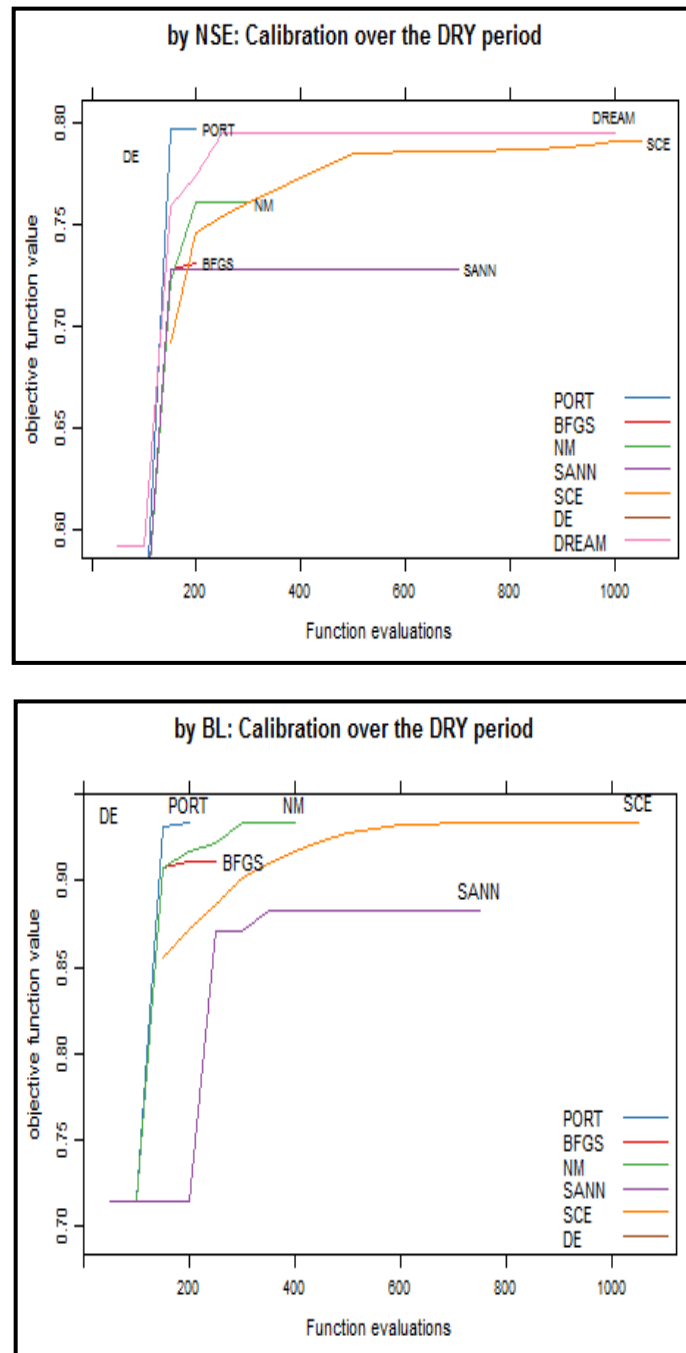 by NSE: Calibration over the DRY period
objective function value
0.80
0.75
0.70
0.65
0.60
DE
PORT
DREAM
SCE
NM
BFGS
SANN
PORT
BFGS
NM
SANN
SCE
DE
DREAM
200 400 600 800 1000
Function evaluations
by BL: Calibration over the DRY period
objective function value
0.90
0.85
0.80
0.75
0.70
DE
PORT
NM
SCE
BFGS
SANN
PORT
BFGS
NM
SANN
SCE
DE
200 400 600 800 1000
Function evaluations